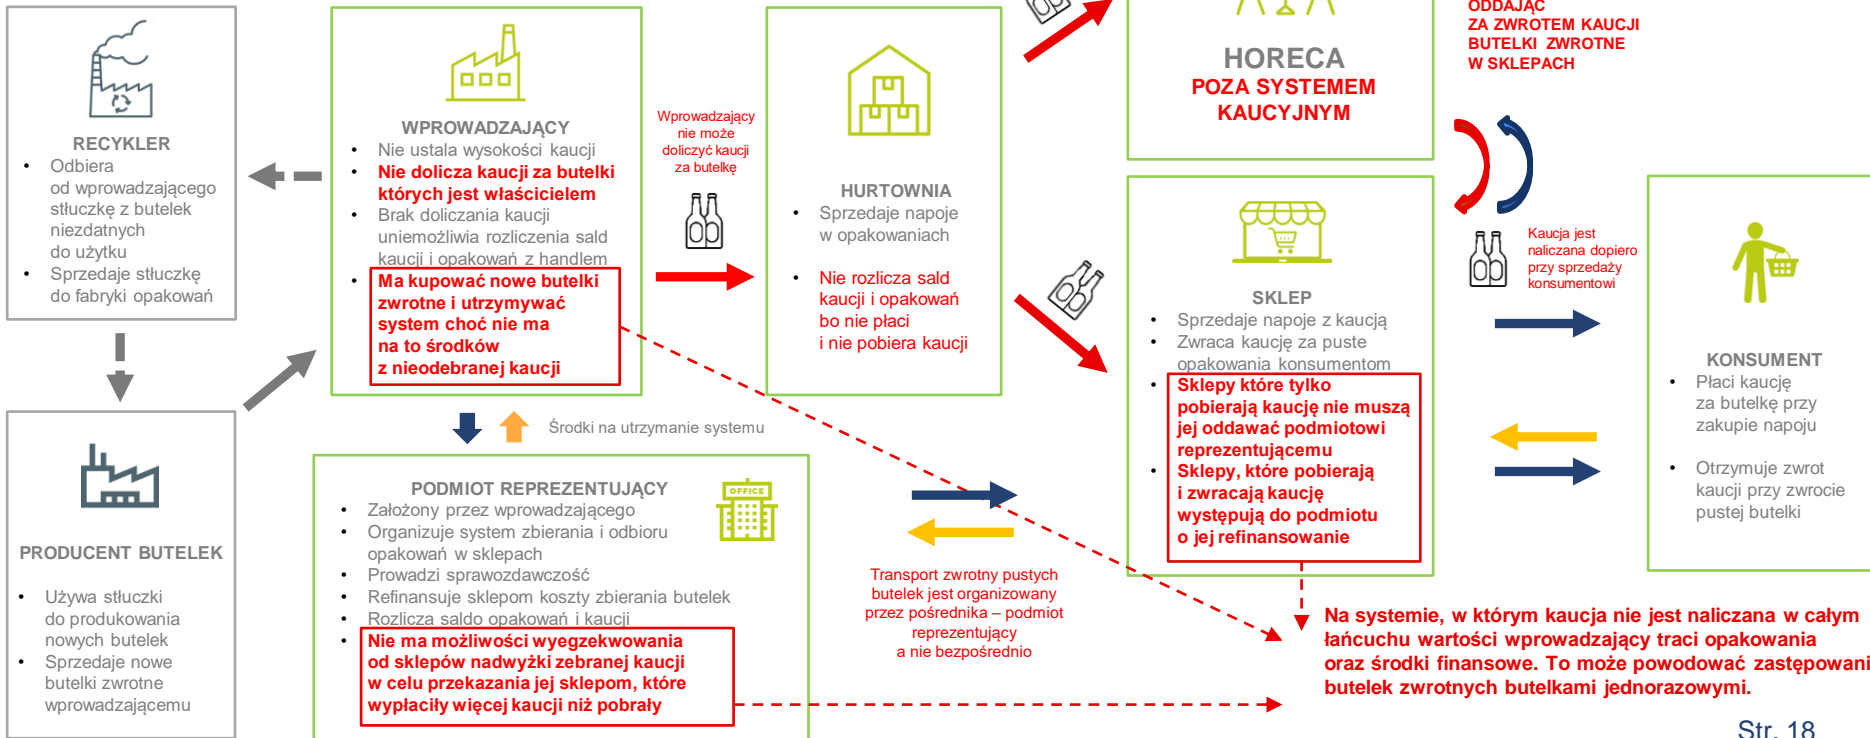 RECYKLER
• Odbiera
od wprowadzającego
stłuczkę z butelek
niezdatnych
do użytku
• Sprzedaje stłuczkę
do fabryki opakowań
PRODUCENT BUTELEK
• Używa stłuczki
do produkowania
nowych butelek
• Sprzedaje nowe
butelki zwrotne
wprowadzającemu
WPROWADZAJĄCY
• Nie ustala wysokości kaucji
• Nie dolicza kaucji za butelki
których jest właścicielem
• Brak doliczania kaucji
uniemożliwia rozliczenia sald
kaucji i opakowań z handlem
• Ma kupować nowe butelki
zwrotne i utrzymywać
system choć nie ma
na to środków
z nieodebranej kaucji
Środki na utrzymanie systemu
OFFICE
PODMIOT REPREZENTUJĄCY
• Założony przez wprowadzającego
• Organizuje system zbierania i odbioru
opakowań w sklepach
• Prowadzi sprawozdawczość
• Refinansuje sklepom koszty zbierania butelek
• Rozlicza saldo opakowań i kaucji
• Nie ma możliwości wyegzekwowania
od sklepów nadwyżki zebranej kaucji
w celu przekazania jej sklepom, które
wypłaciły więcej kaucji niż pobrały
Wprowadzający
nie może
doliczyć kaucji
za butelkę
HURTOWNIA
• Sprzedaje napoje
w opakowaniach
• Nie rozlicza sald
kaucji i opakowań
bo nie płaci
i nie pobiera kaucji
Transport zwrotny pustych
butelek jest organizowany
przez pośrednika – podmiot
reprezentujący
a nie bezpośrednio
HORECA
POZA SYSTEMEM
KAUCYJNYM
ODDAJĄC
ZA ZWROTEM KAUCJI
BUTELKI ZWROTNE
W SKLEPACH
SKLEP
• Sprzedaje napoje z kaucją
• Zwraca kaucję za puste
opakowania konsumentom
• Sklepy które tylko
pobierają kaucję nie muszą
jej oddawać podmiotowi
reprezentującemu
• Sklepy, które pobierają
i zwracają kaucję
występują do podmiotu
o jej refinansowanie
Kaucja jest
naliczana dopiero
przy sprzedaży
konsumentowi
KONSUMENT
• Płaci kaucję
za butelkę przy
zakupie napoju
• Otrzymuje zwrot
kaucji przy zwrocie
pustej butelki
Na systemie, w którym kaucja nie jest naliczana w całym
łańcuchu wartości wprowadzający traci opakowania
oraz środki finansowe. To może powodować zastępowani
butelek zwrotnych butelkami jednorazowymi.
Str. 18